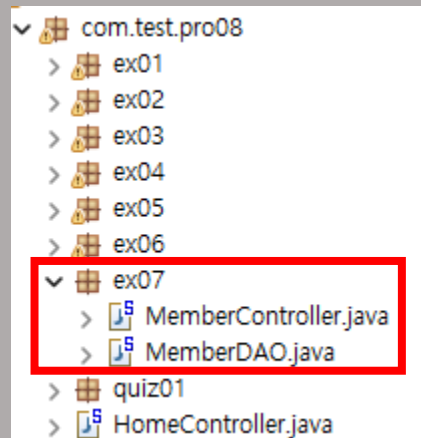 com.test.pro08
ex01
ex02
ex03
ex04
ex05
ex06
ex07
MemberController.java
MemberDAO.java
quiz01
HomeController.java